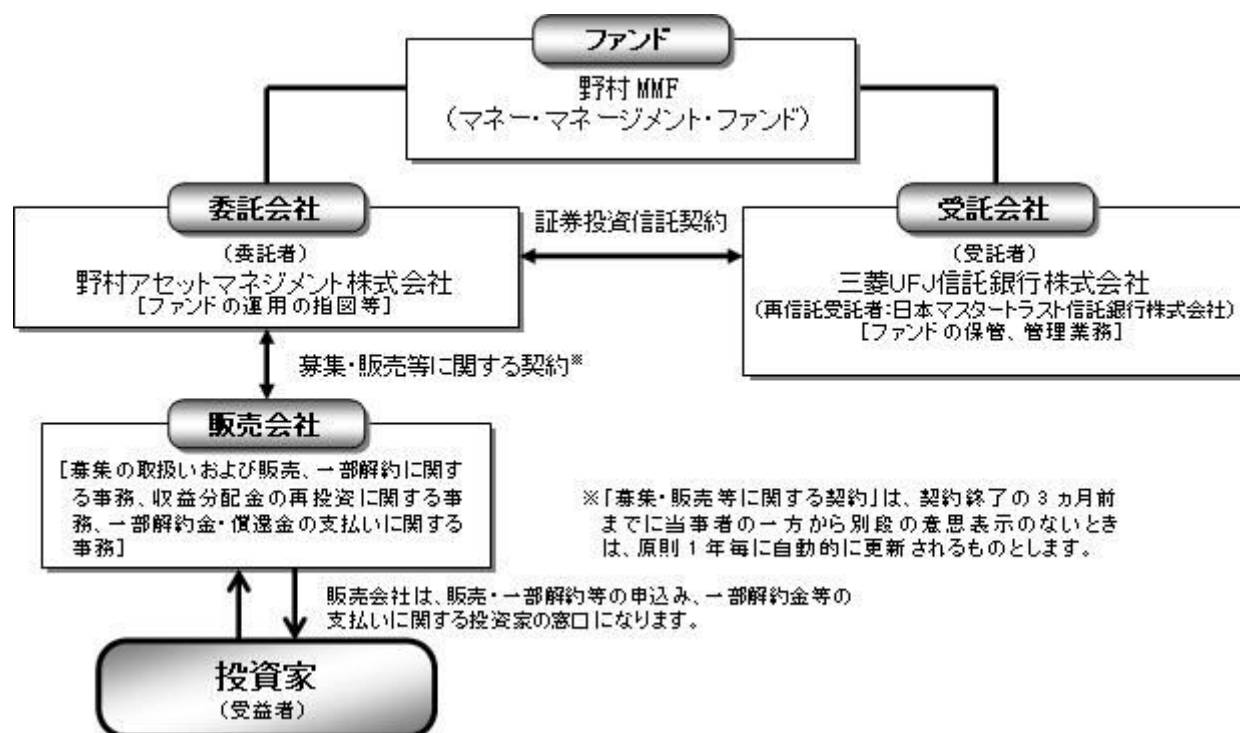 ファンド
野村 MMF
(マネー・マネージメント・ファンド)
委託会社
(委託者)
野村アセットマネジメント株式会社
[ファンドの運用の指図等]
証券投資信託契約
受託会社
(受託者)
三菱UFJ信託銀行株式会社
(再信託受託者:日本マスタートラスト信託銀行株式会社)
[ファンドの保管、管理業務]
募集・販売等に関する契約※
販売会社
[募集の取扱いおよび販売、一部解約に関す
る事務、収益分配金の再投資に関する事
務、一部解約金・償還金の支払いに関する
事務]
※「募集・販売等に関する契約」は、契約終了の3ヵ月前
までに当事者の一方から別段の意思表示のないとき
は、原則1年毎に自動的に更新されるものとします。
販売会社は、販売・一部解約等の申込み、一部解約金等の
支払いに関する投資家の窓口になります。
投資家
(受益者)